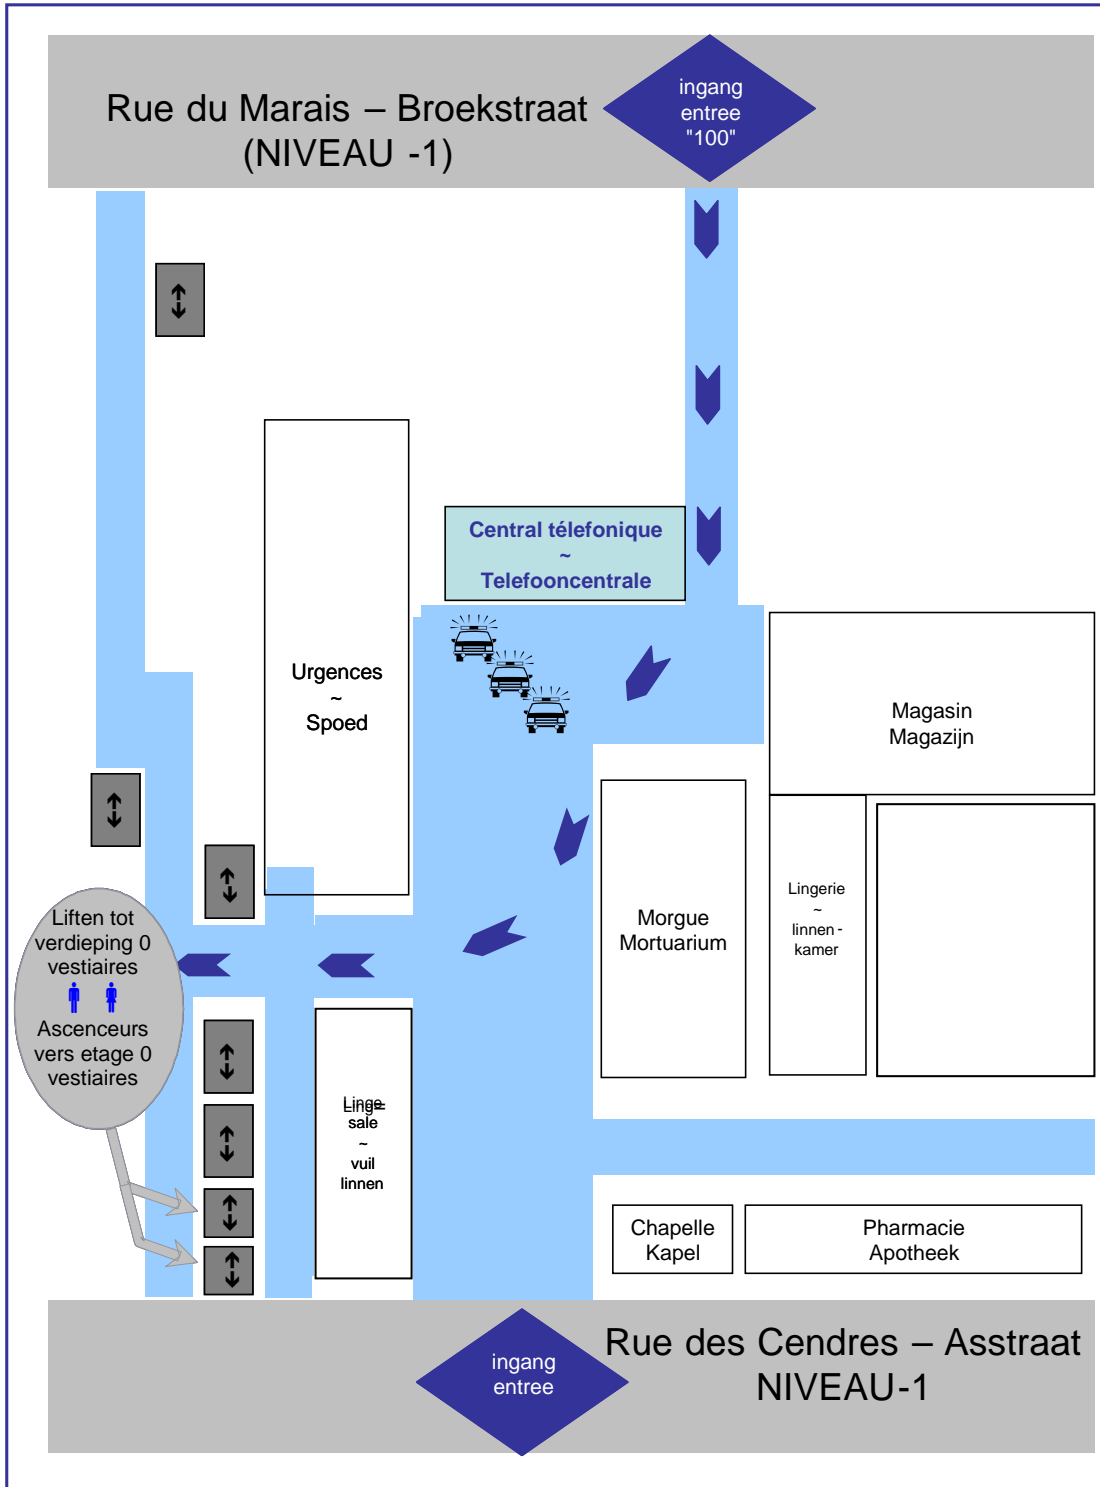 Rue du Marais – Broekstraat
(NIVEAU -1)
ingang
entree
"100"
Central télefonique
~
Telefooncentrale
Urgences
~
Spoed
Magasin
Magazijn
Morgue
Mortuarium
Lingerie
~
linnen-
kamer
Liften tot
verdieping 0
vestiaires
Ascenceurs
vers etage 0
vestiaires
Linge
sale
~
vuil
linnen
Chapelle
Kapel
Pharmacie
Apotheek
ingang
entree
Rue des Cendres – Asstraat
NIVEAU-1